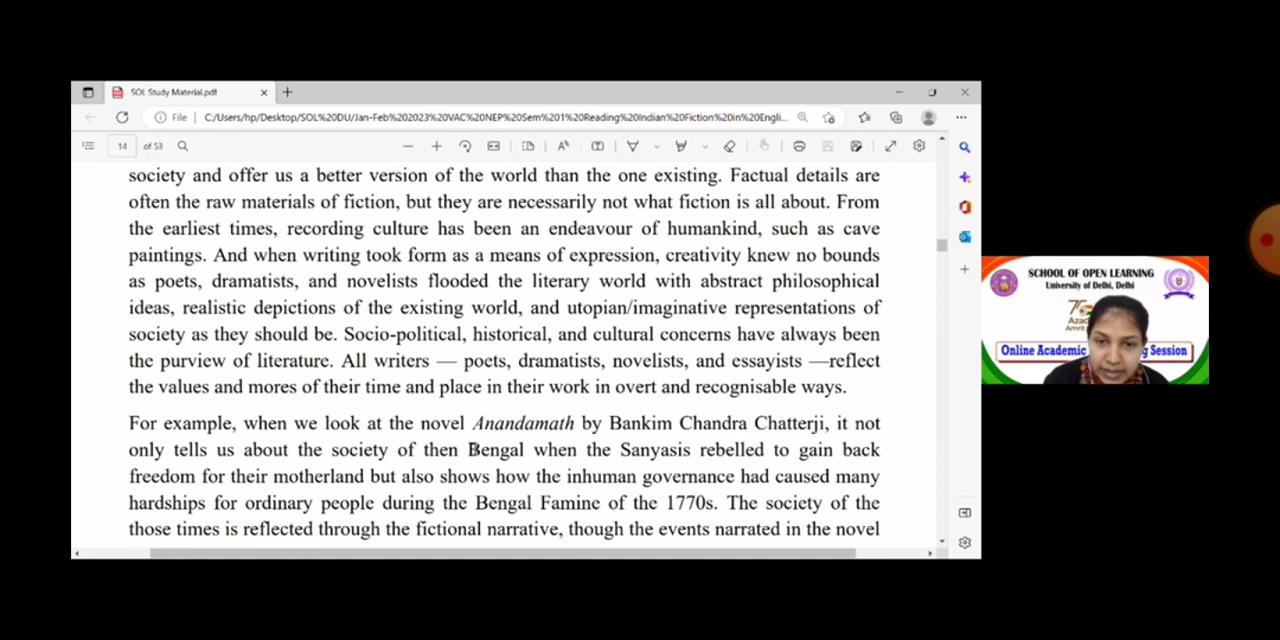 SOL Study Material.pdf
File
C:/Users/hp/Desktop/SOL%20DU/Jan-Feb%202023%20VAC%20NEP%20Sem%201%20Reading%20Indian%20Fiction%20in%20Engli...
14 of 53
society and offer us a better version of the world than the one existing. Factual details are
often the raw materials of fiction, but they are necessarily not what fiction is all about. From
the earliest times, recording culture has been an endeavour of humankind, such as cave
paintings. And when writing took form as a means of expression, creativity knew no bounds
as poets, dramatists, and novelists flooded the literary world with abstract philosophical
ideas, realistic depictions of the existing world, and utopian/imaginative representations of
society as they should be. Socio-political, historical, and cultural concerns have always been
the purview of literature. All writers — poets, dramatists, novelists, and essayists —reflect
the values and mores of their time and place in their work in overt and recognisable ways.
For example, when we look at the novel Anandamath by Bankim Chandra Chatterji, it not
only tells us about the society of then Bengal when the Sanyasis rebelled to gain back
freedom for their motherland but also shows how the inhuman governance had caused many
hardships for ordinary people during the Bengal Famine of the 1770s. The society of the
those times is reflected through the fictional narrative, though the events narrated in the novel
SCHOOL OF OPEN LEARNING
University of Delhi, Delhi
Online Academic
Session